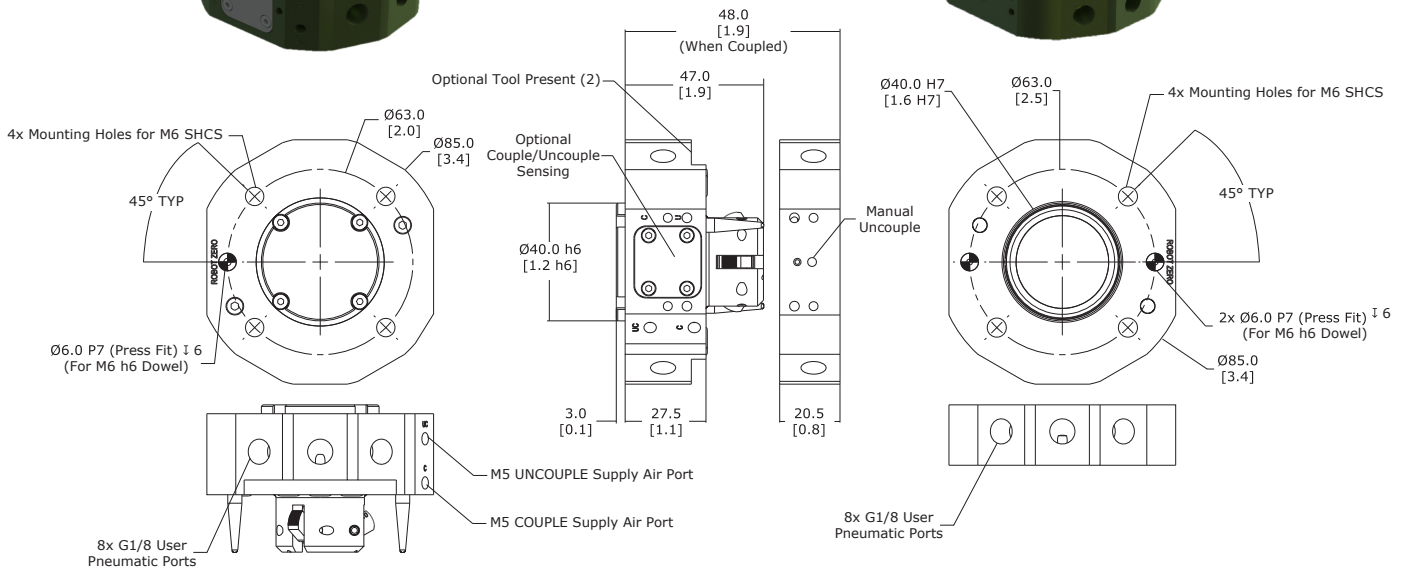 48.0
[1.9]
(When Coupled)
Optional Tool Present (2)
47.0
[1.9]
Ø63.0
[2.0]
Ø85.0
[3.4]
4x Mounting Holes for M6 SHCS
45° TYP
ROBOT ZERO
Ø6.0 P7 (Press Fit) ↧ 6
(For M6 h6 Dowel)
Optional
Couple/Uncouple
Sensing
C
U
Ø40.0 h6
[1.2 h6]
UC
C
Manual
Uncouple
3.0
[0.1]
27.5
[1.1]
20.5
[0.8]
Ø40.0 H7
[1.6 H7]
Ø63.0
[2.5]
4x Mounting Holes for M6 SHCS
45° TYP
ROBOT ZERO
2x Ø6.0 P7 (Press Fit) ↧ 6
(For M6 h6 Dowel)
Ø85.0
[3.4]
UC
C
M5 UNCOUPLE Supply Air Port
M5 COUPLE Supply Air Port
8x G1/8 User
Pneumatic Ports
8x G1/8 User
Pneumatic Ports